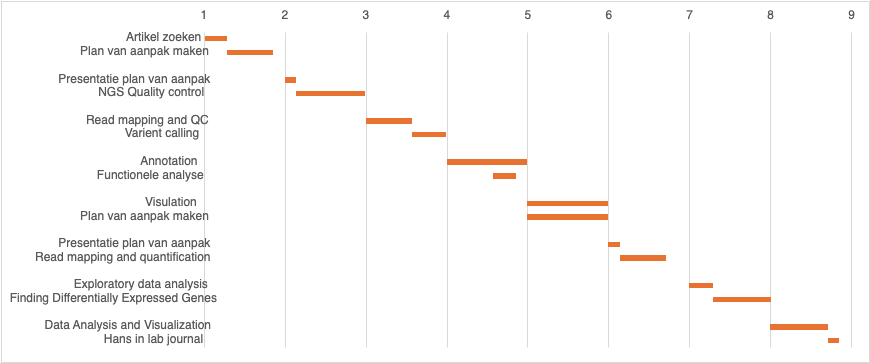 1 2 3 4 5 6 7 8 9
Artikel zoeken
Plan van aanpak maken
Presentatie plan van aanpak
NGS Quality control
Read mapping and QC
Varient calling
Annotation
Functionele analyse
Visulation
Plan van aanpak maken
Presentatie plan van aanpak
Read mapping and quantification
Exploratory data analysis
Finding Differentially Expressed Genes
Data Analysis and Visualization
Hans in lab journal